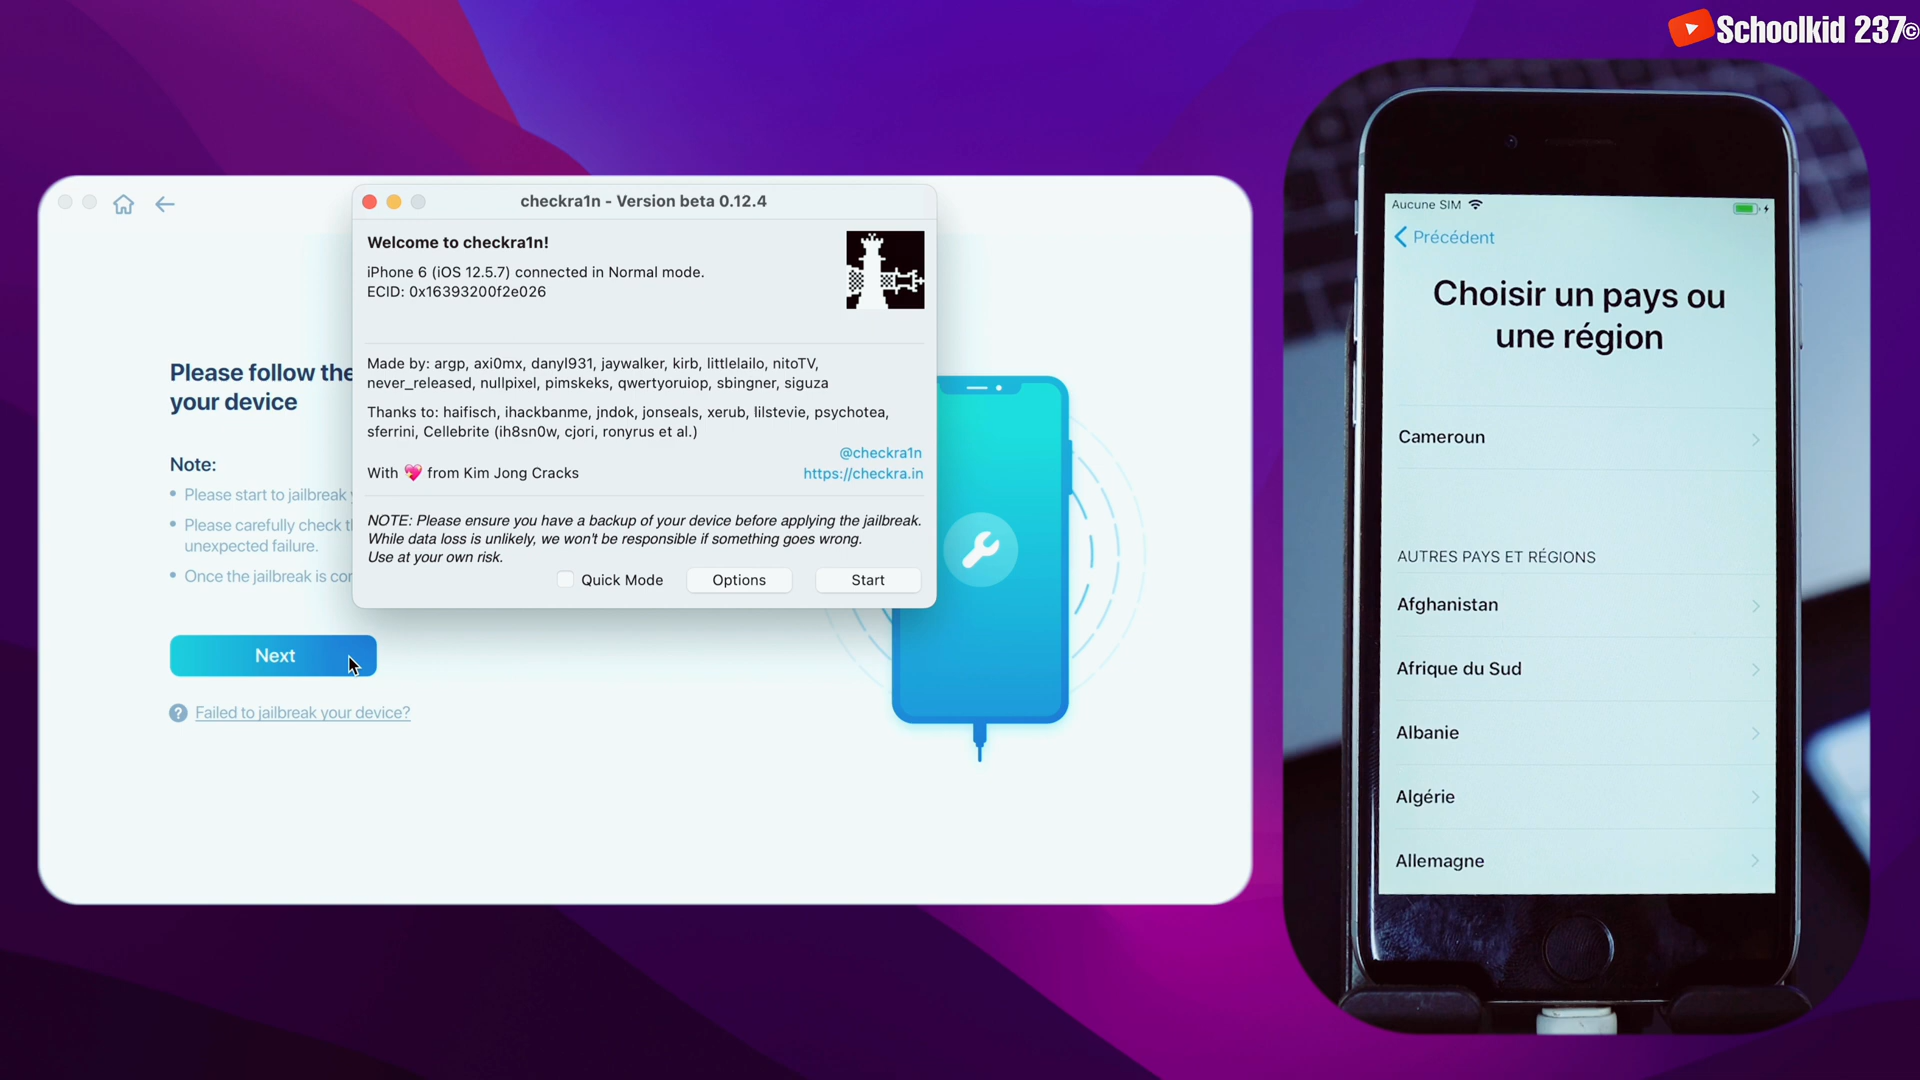 Schoolkid 237©
checkra1n - Version beta 0.12.4
Welcome to checkra1n!
iPhone 6 (iOS 12.5.7) connected in Normal mode.
ECID: 0x16393200f2e026
Made by: argp, axi0mx, danyl931, jaywalker, kirb, littlelailo, nitoTV,
never_released, nullpixel, pimskeks, qwertyoruiop, sbingner, siguza
Thanks to: haifisch, ihackbanme, jndok, jonseals, xerub, lilstevie, psychotea,
sferrini, Cellebrite (ih8sn0w, cjori, ronyrus et al.)
@checkra1n
With 💖 from Kim Jong Cracks
https://checkra.in
NOTE: Please ensure you have a backup of your device before applying the jailbreak.
While data loss is unlikely, we won't be responsible if something goes wrong.
Use at your own risk.
Quick Mode
Options
Start
Please follow the
your device
Note:
• Please start to jailbreak
• Please carefully check
unexpected failure.
• Once the jailbreak is
Next
? Failed to jailbreak your device?
Aucune SIM
Précédent
Choisir un pays ou
une région
Cameroun
AUTRES PAYS ET RÉGIONS
Afghanistan
Afrique du Sud
Albanie
Algérie
Allemagne